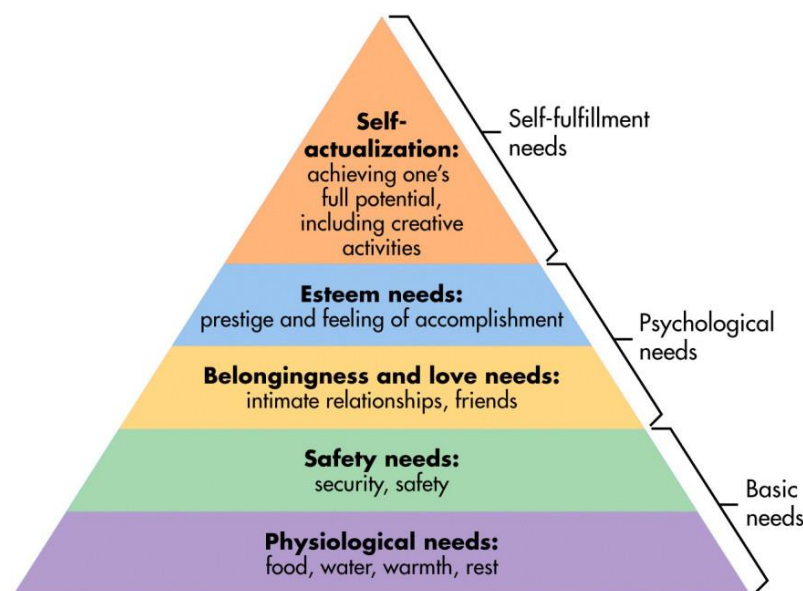 Self-
actualization:
achieving one's
full potential,
including creative
activities
Self-fulfillment
needs
Esteem needs:
prestige and feeling of accomplishment
Belongingness and love needs:
intimate relationships, friends
Psychological
needs
Safety needs:
security, safety
Physiological needs:
food, water, warmth, rest
Basic
needs